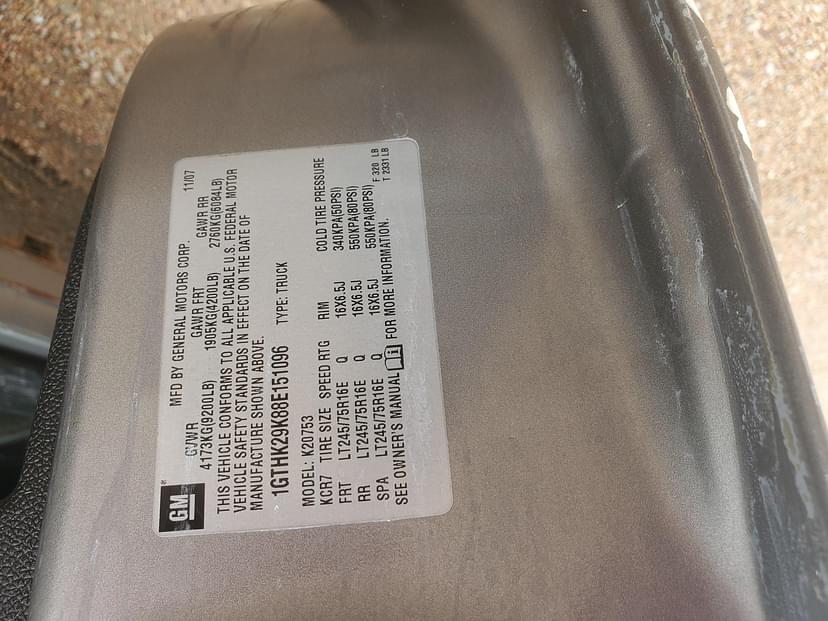 GM
MFD BY GENERAL MOTORS CORP. 11/07
GVWR GAWR FRT GAWR RR
4173KG(9200LB) 1905KG(4200LB) 2760KG(6084LB)
THIS VEHICLE CONFORMS TO ALL APPLICABLE U.S. FEDERAL MOTOR
VEHICLE SAFETY STANDARDS IN EFFECT ON THE DATE OF
MANUFACTURE SHOWN ABOVE.
1GTHK29K88E151096 TYPE: TRUCK
MODEL: K20753
KCR7 TIRE SIZE SPEED RTG RIM COLD TIRE PRESSURE
FRT LT245/75R16E Q 16X6.5J 340KPA(50PSI)
RR LT245/75R16E Q 16X6.5J 550KPA(80PSI)
SPA LT245/75R16E Q 16X6.5J 550KPA(80PSI)
SEE OWNER'S MANUAL FOR MORE INFORMATION.
F 320 LB
T 2331 LB